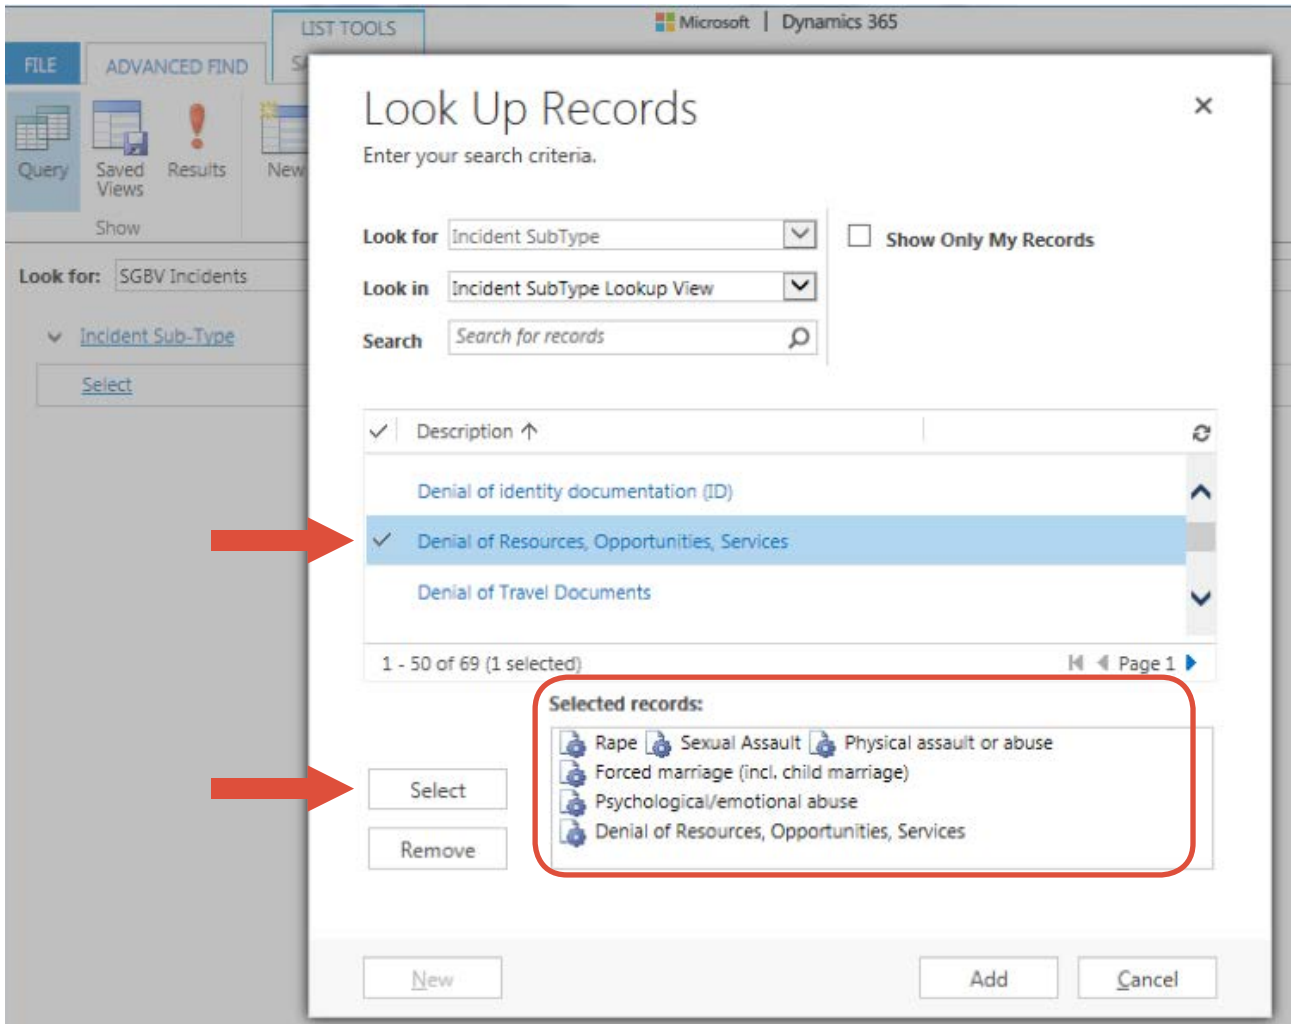 LIST TOOLS
Microsoft | Dynamics 365
FILE
ADVANCED FIND
Query
Saved Views
Results
New
Show
Look for: SGBV Incidents
Incident Sub-Type
Select
Look Up Records
Enter your search criteria.
Look for Incident SubType
Show Only My Records
Look in Incident SubType Lookup View
Search Search for records
Description
Denial of identity documentation (ID)
Denial of Resources, Opportunities, Services
Denial of Travel Documents
1 - 50 of 69 (1 selected)
Page 1
Selected records:
Rape Sexual Assault Physical assault or abuse
Forced marriage (incl. child marriage)
Psychological/emotional abuse
Denial of Resources, Opportunities, Services
Select
Remove
New
Add
Cancel